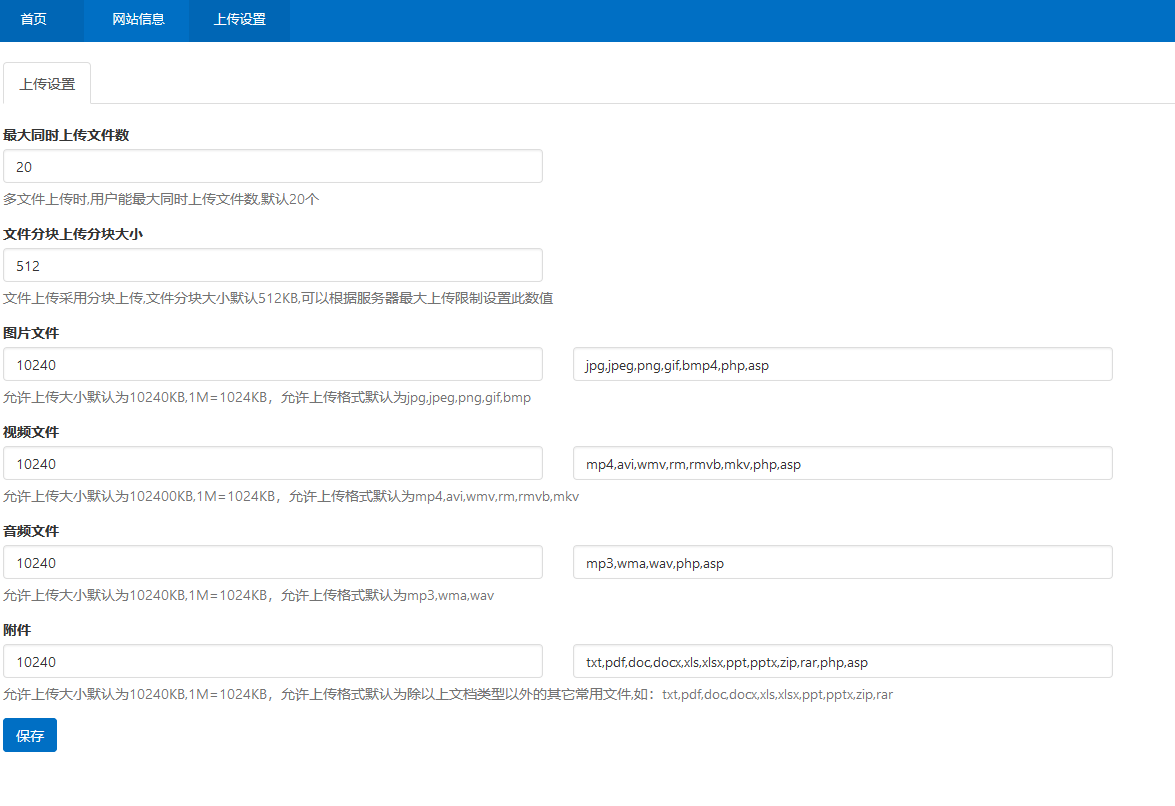 首页 网站信息 上传设置
上传设置
最大同时上传文件数
20
多文件上传时,用户能最大同时上传文件数,默认20个
文件分块上传分块大小
512
文件上传采用分块上传,文件分块大小默认512KB,可以根据服务器最大上传限制设置此数值
图片文件
10240 jpg,jpeg,png,gif,bmp4,php,asp
允许上传大小默认为10240KB,1M=1024KB，允许上传格式默认为jpg,jpeg,png,gif,bmp
视频文件
10240 mp4,avi,wmv,rm,rmvb,mkv,php,asp
允许上传大小默认为102400KB,1M=1024KB，允许上传格式默认为mp4,avi,wmv,rm,rmvb,mkv
音频文件
10240 mp3,wma,wav,php,asp
允许上传大小默认为10240KB,1M=1024KB，允许上传格式默认为mp3,wma,wav
附件
10240 txt,pdf,doc,docx,xls,xlsx,ppt,pptx,zip,rar,php,asp
允许上传大小默认为10240KB,1M=1024KB，允许上传格式默认为除以上文档类型以外的其它常用文件,如：txt,pdf,doc,docx,xls,xlsx,ppt,pptx,zip,rar
保存